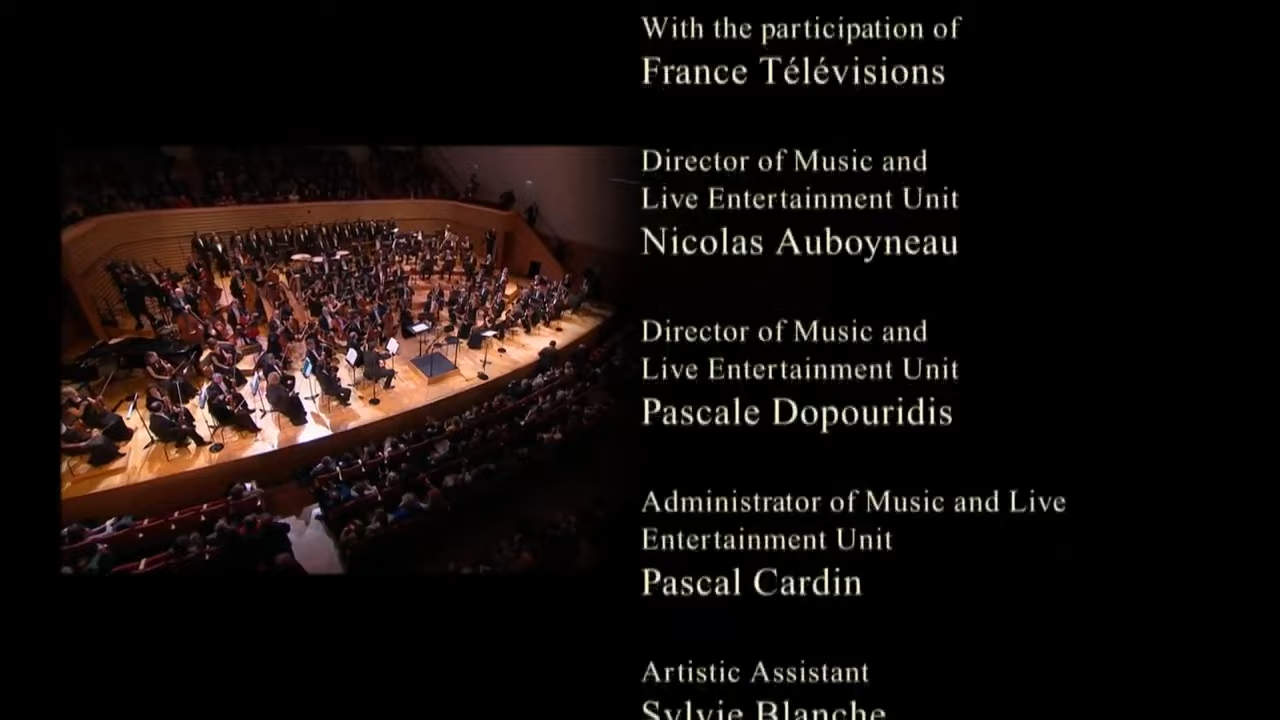 With the participation of
France Télévisions
Director of Music and
Live Entertainment Unit
Nicolas Auboyneau
Director of Music and
Live Entertainment Unit
Pascale Dopouridis
Administrator of Music and Live
Entertainment Unit
Pascal Cardin
Artistic Assistant
Sylvie Blanche